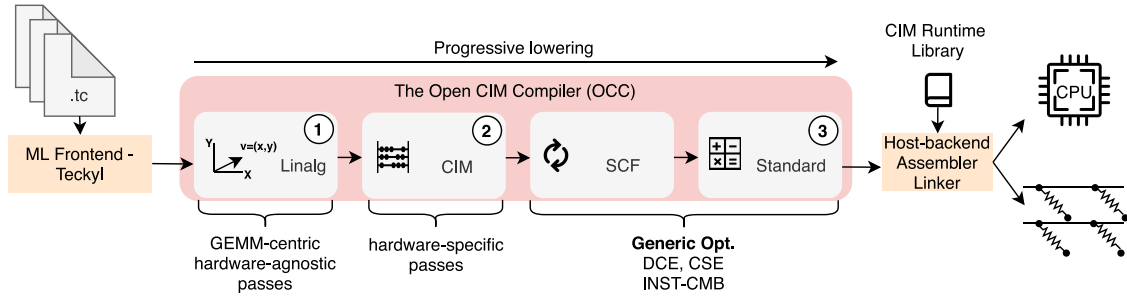 .tc
ML Frontend -
Teckyl
Progressive lowering
The Open CIM Compiler (OCC)
Y
v=(x,y)
X
1
Linalg
2
CIM
SCF
3
Standard
GEMM-centric
hardware-agnostic
passes
hardware-specific
passes
Generic Opt.
DCE, CSE
INST-CMB
CIM Runtime
Library
Host-backend
Assembler
Linker
CPU